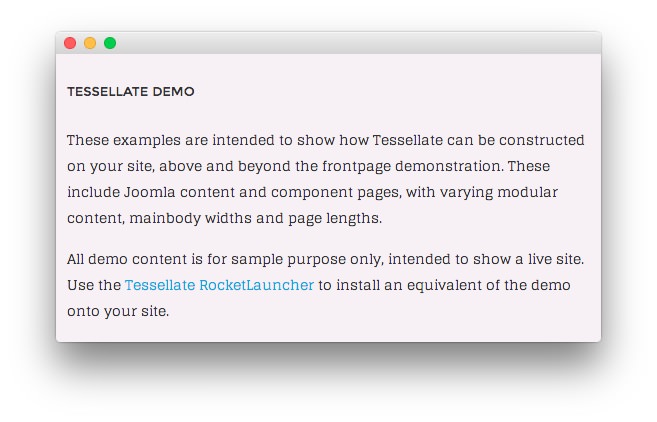 TESSELLATE DEMO
These examples are intended to show how Tessellate can be constructed
on your site, above and beyond the frontpage demonstration. These
include Joomla content and component pages, with varying modular
content, mainbody widths and page lengths.
All demo content is for sample purpose only, intended to show a live site.
Use the Tessellate RocketLauncher to install an equivalent of the demo
onto your site.